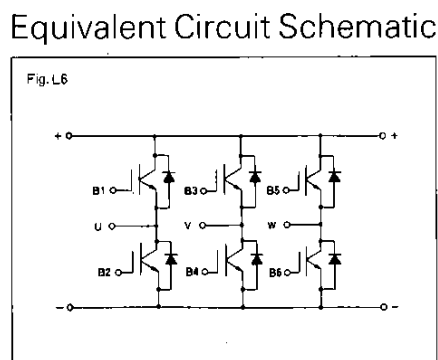 Equivalent Circuit Schematic
Fig. L6
+ +
B1 B3 B5
U V W
B2 B4 B6
− −